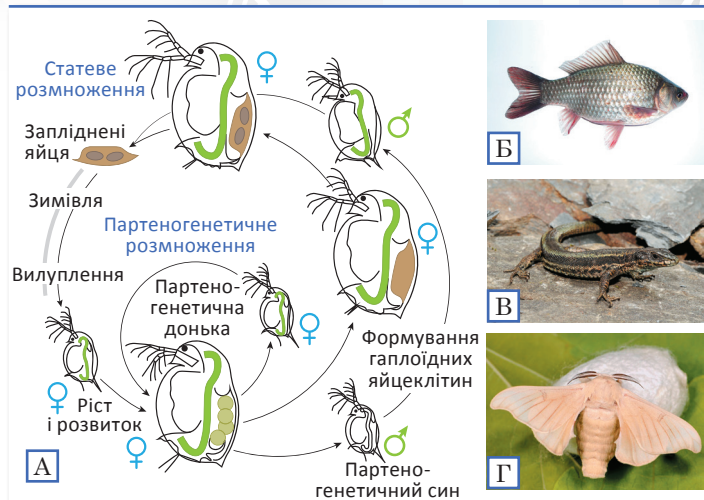 Статеве
розмноження
Запліднені
яйця
Зимівля
Партеногенетичне
розмноження
Вилуплення
Партено-
генетична
донька
Формування
гаплоїдних
яйцеклітин
Ріст
і розвиток
Партено-
генетичний син
А
Б
В
Г